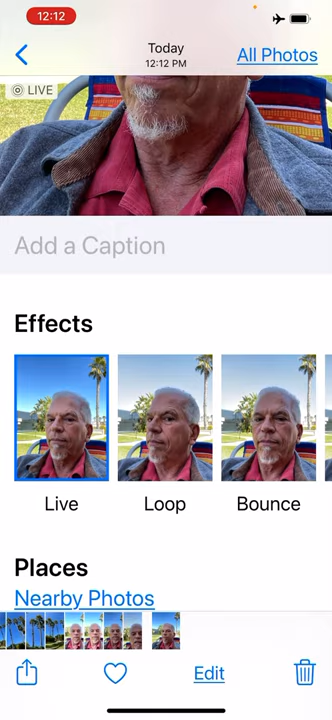 12:12
Today
12:12 PM
All Photos
LIVE
Add a Caption
Effects
Live
Loop
Bounce
Places
Nearby Photos
Edit